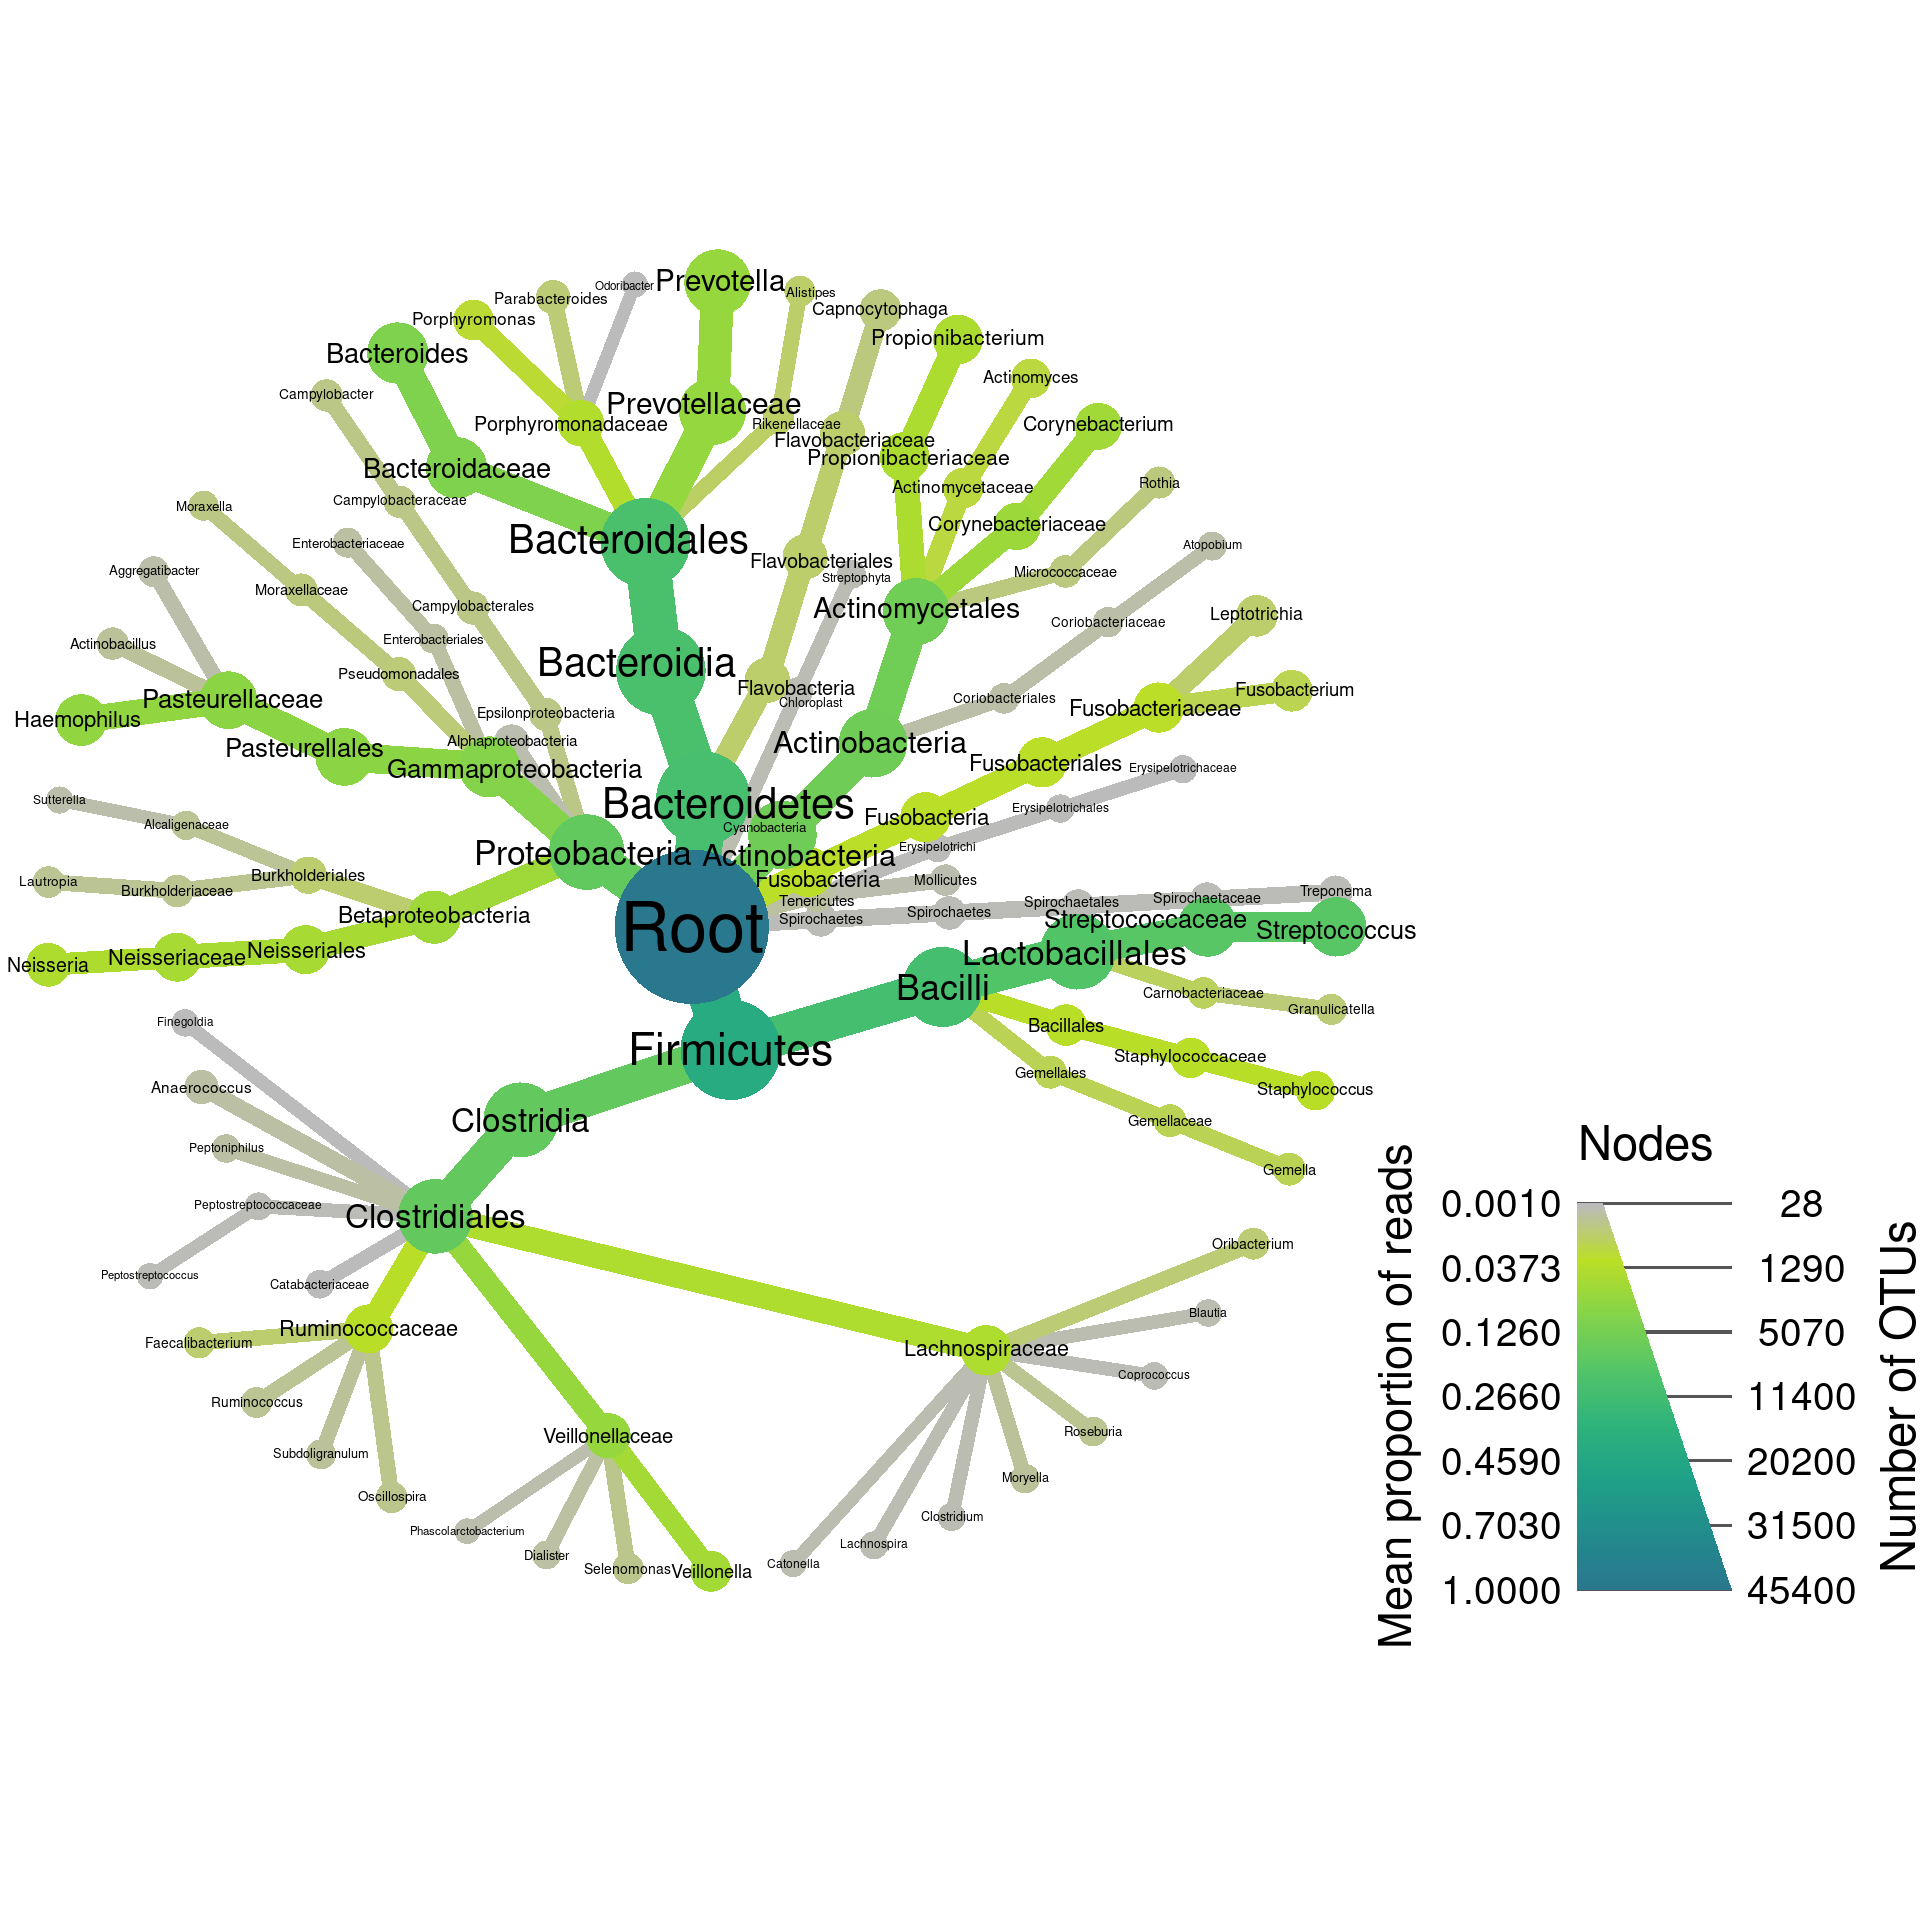 Prevotella
Odoribacter
Alistipes
Parabacteroides
Capnocytophaga
Porphyromonas
Propionibacterium
Bacteroides
Actinomyces
Campylobacter
Prevotellaceae
Porphyromonadaceae
Rikenellaceae
Corynebacterium
Flavobacteriaceae
Propionibacteriaceae
Bacteroidaceae
Rothia
Actinomycetaceae
Campylobacteraceae
Moraxella
Corynebacteriaceae
Bacteroidales
Enterobacteriaceae
Atopobium
Flavobacteriales
Aggregatibacter
Micrococcaceae
Streptophyta
Moraxellaceae
Campylobacterales
Actinomycetales
Leptotrichia
Coriobacteriaceae
Enterobacteriales
Actinobacillus
Bacteroidia
Pseudomonadales
Flavobacteria
Fusobacterium
Pasteurellaceae
Coriobacteriales
Chloroplast
Fusobacteriaceae
Epsilonproteobacteria
Haemophilus
Alphaproteobacteria
Actinobacteria
Pasteurellales
Gammaproteobacteria
Fusobacteriales
Erysipelotrichaceae
Sutterella
Bacteroidetes
Erysipelotrichales
Fusobacteria
Alcaligenaceae
Cyanobacteria
Erysipelotrichi
Proteobacteria
Actinobacteria
Burkholderiales
Fusobacteria
Mollicutes
Lautropia
Burkholderiaceae
Treponema
Tenericutes
Spirochaetaceae
Spirochaetales
Spirochaetes
Spirochaetes
Betaproteobacteria
Streptococcaceae
Root
Streptococcus
Neisseriales
Lactobacillales
Neisseriaceae
Neisseria
Bacilli
Carnobacteriaceae
Granulicatella
Finegoldia
Bacillales
Firmicutes
Staphylococcaceae
Gemellales
Anaerococcus
Staphylococcus
Clostridia
Gemellaceae
Peptoniphilus
Gemella
Peptostreptococcaceae
Clostridiales
Oribacterium
Peptostreptococcus
Catabacteriaceae
Blautia
Ruminococcaceae
Faecalibacterium
Lachnospiraceae
Coprococcus
Ruminococcus
Roseburia
Veillonellaceae
Subdoligranulum
Moryella
Oscillospira
Clostridium
Phascolarctobacterium
Lachnospira
Dialister
Catonella
Selenomonas
Veillonella
Nodes
Mean proportion of reads
Number of OTUs
0.0010 28
0.0373 1290
0.1260 5070
0.2660 11400
0.4590 20200
0.7030 31500
1.0000 45400